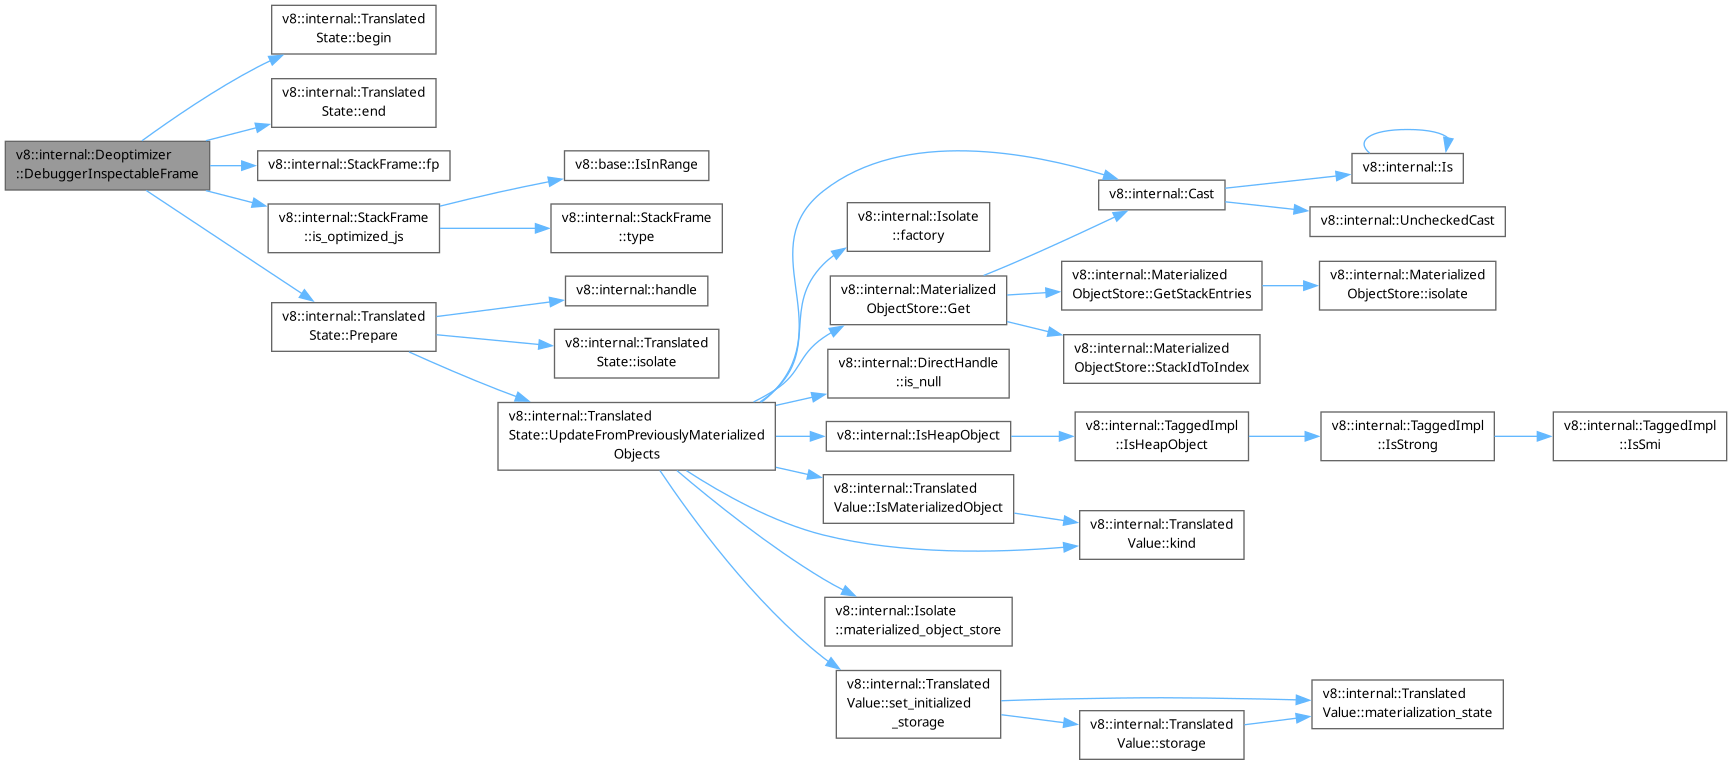 v8::internal::Translated
State::begin
v8::internal::Translated
State::end
v8::internal::Deoptimizer
::DebuggerInspectableFrame
v8::internal::StackFrame::fp
v8::internal::StackFrame
::is_optimized_js
v8::internal::Translated
State::Prepare
v8::base::IsInRange
v8::internal::StackFrame
::type
v8::internal::handle
v8::internal::Translated
State::isolate
v8::internal::Translated
State::UpdateFromPreviouslyMaterialized
Objects
v8::internal::Isolate
::factory
v8::internal::Materialized
ObjectStore::Get
v8::internal::DirectHandle
::is_null
v8::internal::IsHeapObject
v8::internal::Translated
Value::IsMaterializedObject
v8::internal::Isolate
::materialized_object_store
v8::internal::Translated
Value::set_initialized
_storage
v8::internal::Cast
v8::internal::Materialized
ObjectStore::GetStackEntries
v8::internal::Materialized
ObjectStore::StackIdToIndex
v8::internal::TaggedImpl
::IsHeapObject
v8::internal::Translated
Value::kind
v8::internal::Translated
Value::storage
v8::internal::Is
v8::internal::UncheckedCast
v8::internal::Materialized
ObjectStore::isolate
v8::internal::TaggedImpl
::IsStrong
v8::internal::Translated
Value::materialization_state
v8::internal::TaggedImpl
::IsSmi